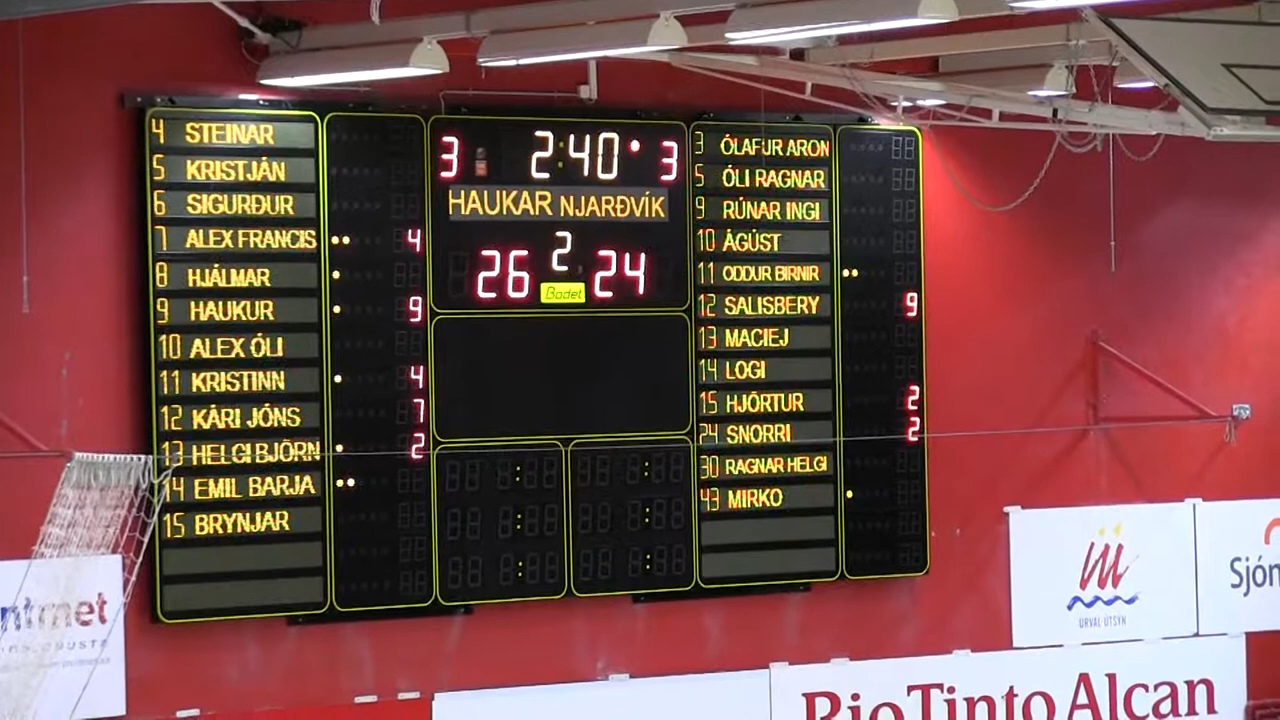 4 STEINAR
5 KRISTJÁN
6 SIGURÐUR
7 ALEX FRANCIS 4
8 HJÁLMAR
9 HAUKUR 9
10 ALEX ÓLI
11 KRISTINN 4
12 KÁRI JÓNS 7
13 HELGI BJÖRN 2
14 EMIL BARJA
15 BRYNJAR
3 2:40 3
HAUKAR NJARÐVÍK
2
26 24
Bodet
3 ÓLAFUR ARON
5 ÓLI RAGNAR
9 RÚNAR INGI
10 ÁGÚST
11 ODDUR BIRNIR
12 SALISBERY 9
13 MACIEJ
14 LOGI
15 HJÖRTUR 2
24 SNORRI 2
30 RAGNAR HELGI
43 MIRKO
ÚRVAL ÚTSÝN
Sjón
ntmet
Rio Tinto Alcan